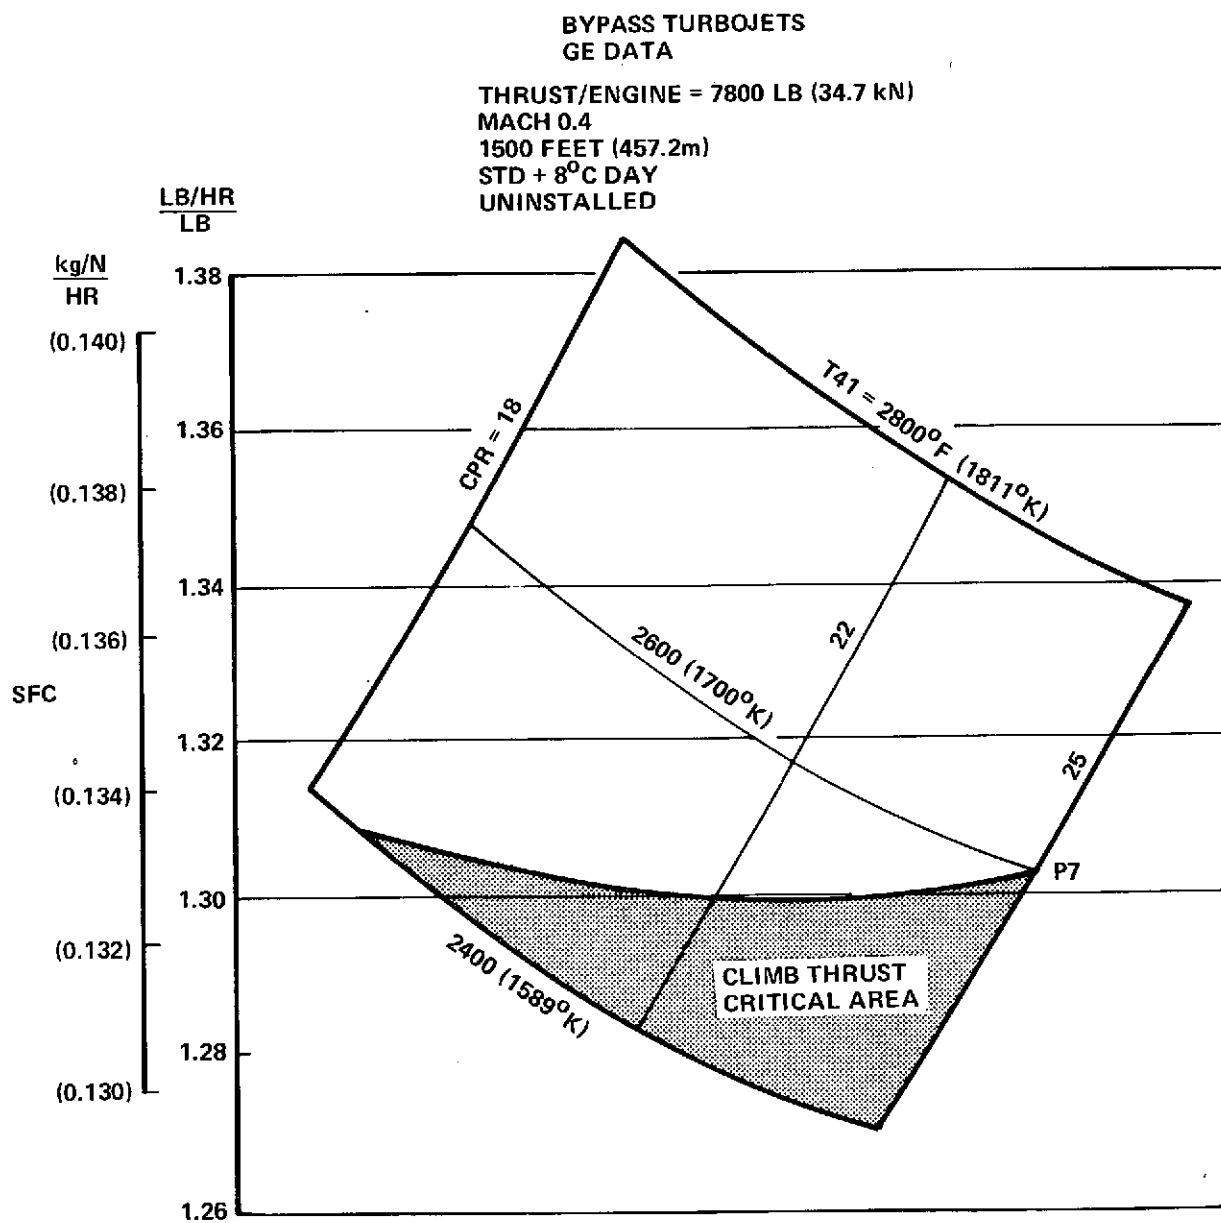 BYPASS TURBOJETS
GE DATA
THRUST/ENGINE = 7800 LB (34.7 kN)
MACH 0.4
1500 FEET (457.2m)
STD + 8°C DAY
UNINSTALLED
LB/HR
LB
kg/N
HR
1.38
(0.140)
T41 = 2800°F (1811°K)
CPR = 18
1.36
(0.138)
1.34
(0.136)
22
2600 (1700°K)
SFC
1.32
25
(0.134)
P7
1.30
(0.132)
2400 (1589°K)
CLIMB THRUST
CRITICAL AREA
1.28
(0.130)
1.26